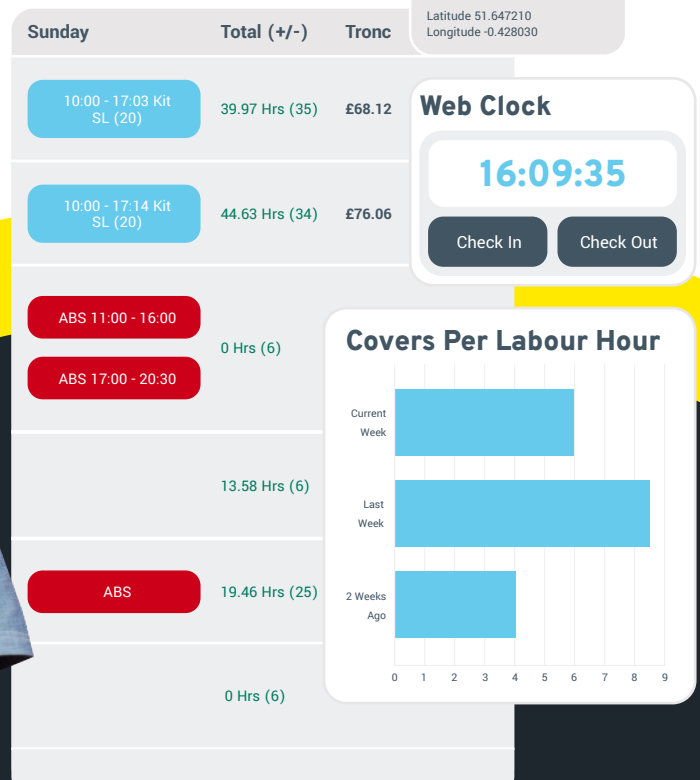 Latitude 51.647210
Longitude -0.428030
Sunday
Total (+/-)
Tronc
10:00 - 17:03 Kit
SL (20)
39.97 Hrs (35)
£68.12
10:00 - 17:14 Kit
SL (20)
44.63 Hrs (34)
£76.06
ABS 11:00 - 16:00
ABS 17:00 - 20:30
0 Hrs (6)
13.58 Hrs (6)
ABS
19.46 Hrs (25)
0 Hrs (6)
Web Clock
16:09:35
Check In
Check Out
Covers Per Labour Hour
Current
Week
Last
Week
2 Weeks
Ago
0 1 2 3 4 5 6 7 8 9